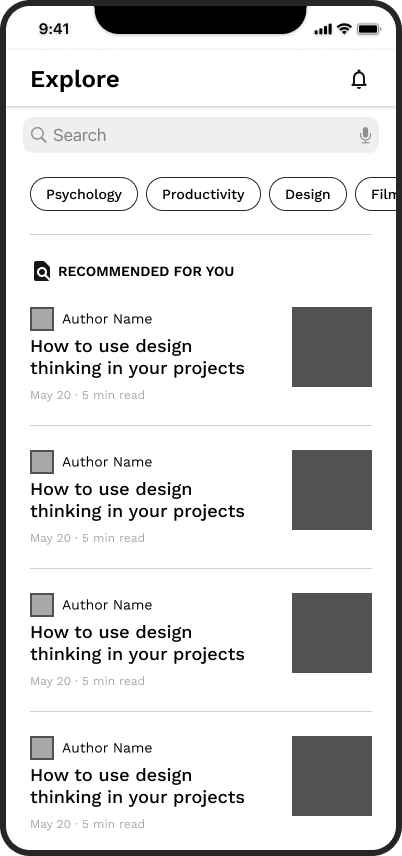 9:41
Explore
Search
Psychology Productivity Design Film
RECOMMENDED FOR YOU
Author Name
How to use design
thinking in your projects
May 20 · 5 min read
Author Name
How to use design
thinking in your projects
May 20 · 5 min read
Author Name
How to use design
thinking in your projects
May 20 · 5 min read
Author Name
How to use design
thinking in your projects
May 20 · 5 min read